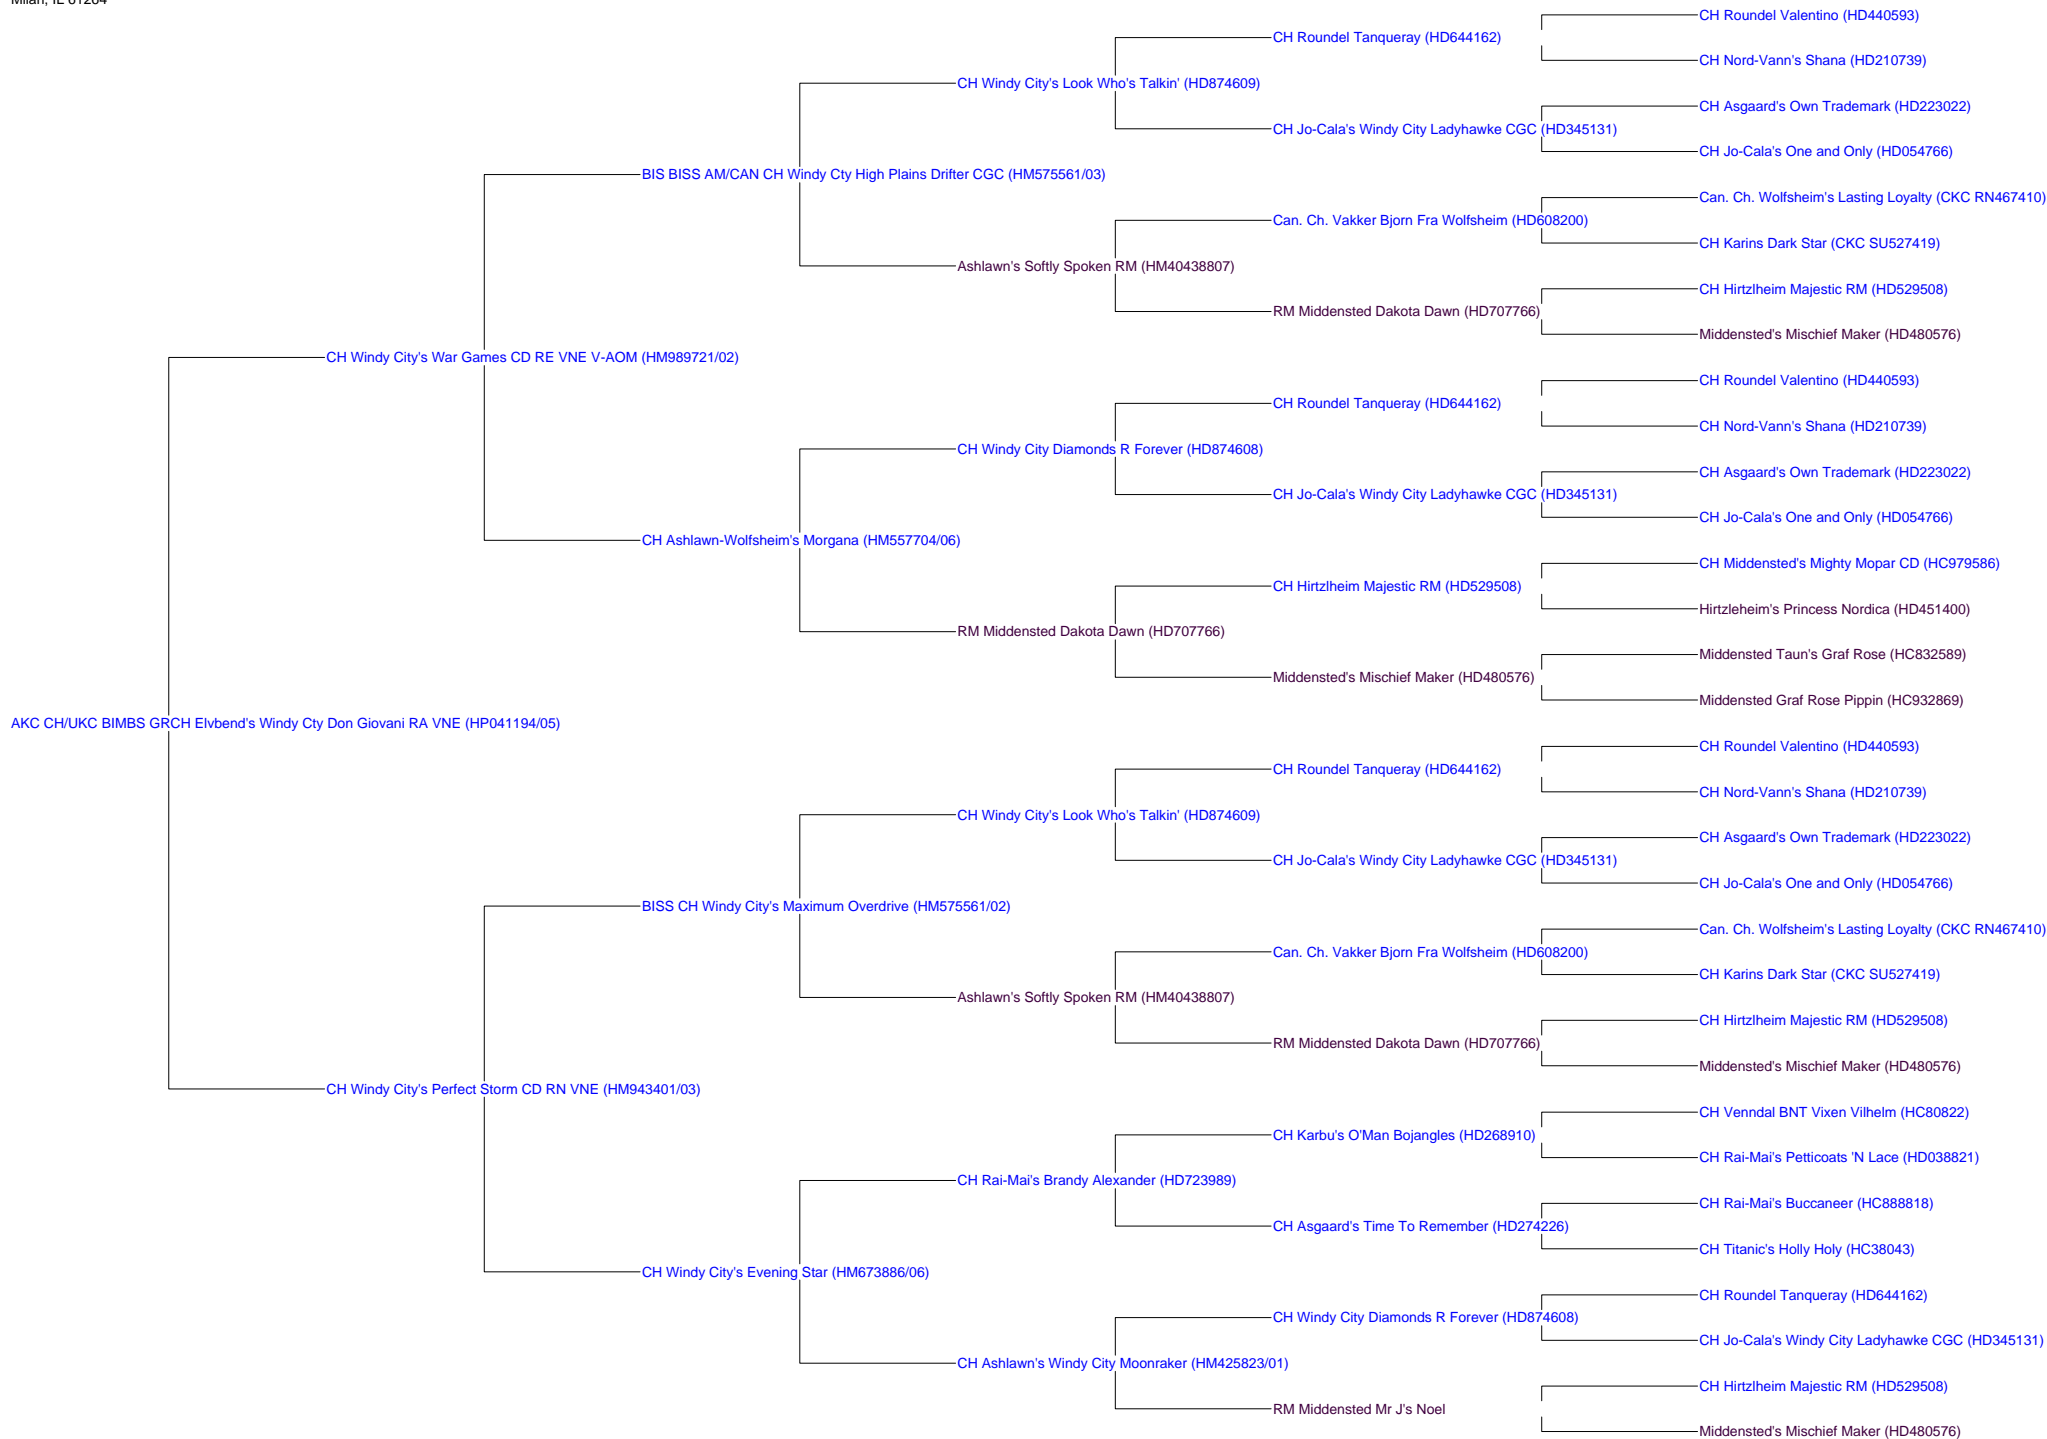 Milan, IL 61264
CH Roundel Valentino (HD440593)
CH Roundel Tanqueray (HD644162)
CH Nord-Vann's Shana (HD210739)
CH Windy City's Look Who's Talkin' (HD874609)
CH Asgaard's Own Trademark (HD223022)
CH Jo-Cala's Windy City Ladyhawke CGC (HD345131)
CH Jo-Cala's One and Only (HD054766)
BIS BISS AM/CAN CH Windy Cty High Plains Drifter CGC (HM575561/03)
Can. Ch. Wolfsheim's Lasting Loyalty (CKC RN467410)
Can. Ch. Vakker Bjorn Fra Wolfsheim (HD608200)
CH Karins Dark Star (CKC SU527419)
Ashlawn's Softly Spoken RM (HM40438807)
CH Hirtzlheim Majestic RM (HD529508)
RM Middensted Dakota Dawn (HD707766)
Middensted's Mischief Maker (HD480576)
CH Windy City's War Games CD RE VNE V-AOM (HM989721/02)
CH Roundel Valentino (HD440593)
CH Roundel Tanqueray (HD644162)
CH Nord-Vann's Shana (HD210739)
CH Windy City Diamonds R Forever (HD874608)
CH Asgaard's Own Trademark (HD223022)
CH Jo-Cala's Windy City Ladyhawke CGC (HD345131)
CH Jo-Cala's One and Only (HD054766)
CH Ashlawn-Wolfsheim's Morgana (HM557704/06)
CH Middensted's Mighty Mopar CD (HC979586)
CH Hirtzlheim Majestic RM (HD529508)
Hirtzleheim's Princess Nordica (HD451400)
RM Middensted Dakota Dawn (HD707766)
Middensted Taun's Graf Rose (HC832589)
Middensted's Mischief Maker (HD480576)
Middensted Graf Rose Pippin (HC932869)
AKC CH/UKC BIMBS GRCH Elvbend's Windy Cty Don Giovani RA VNE (HP041194/05)
CH Roundel Valentino (HD440593)
CH Roundel Tanqueray (HD644162)
CH Nord-Vann's Shana (HD210739)
CH Windy City's Look Who's Talkin' (HD874609)
CH Asgaard's Own Trademark (HD223022)
CH Jo-Cala's Windy City Ladyhawke CGC (HD345131)
CH Jo-Cala's One and Only (HD054766)
BISS CH Windy City's Maximum Overdrive (HM575561/02)
Can. Ch. Wolfsheim's Lasting Loyalty (CKC RN467410)
Can. Ch. Vakker Bjorn Fra Wolfsheim (HD608200)
CH Karins Dark Star (CKC SU527419)
Ashlawn's Softly Spoken RM (HM40438807)
CH Hirtzlheim Majestic RM (HD529508)
RM Middensted Dakota Dawn (HD707766)
Middensted's Mischief Maker (HD480576)
CH Windy City's Perfect Storm CD RN VNE (HM943401/03)
CH Venndal BNT Vixen Vilhelm (HC80822)
CH Karbu's O'Man Bojangles (HD268910)
CH Rai-Mai's Petticoats 'N Lace (HD038821)
CH Rai-Mai's Brandy Alexander (HD723989)
CH Rai-Mai's Buccaneer (HC888818)
CH Asgaard's Time To Remember (HD274226)
CH Titanic's Holly Holy (HC38043)
CH Windy City's Evening Star (HM673886/06)
CH Roundel Tanqueray (HD644162)
CH Windy City Diamonds R Forever (HD874608)
CH Jo-Cala's Windy City Ladyhawke CGC (HD345131)
CH Ashlawn's Windy City Moonraker (HM425823/01)
CH Hirtzlheim Majestic RM (HD529508)
RM Middensted Mr J's Noel
Middensted's Mischief Maker (HD480576)